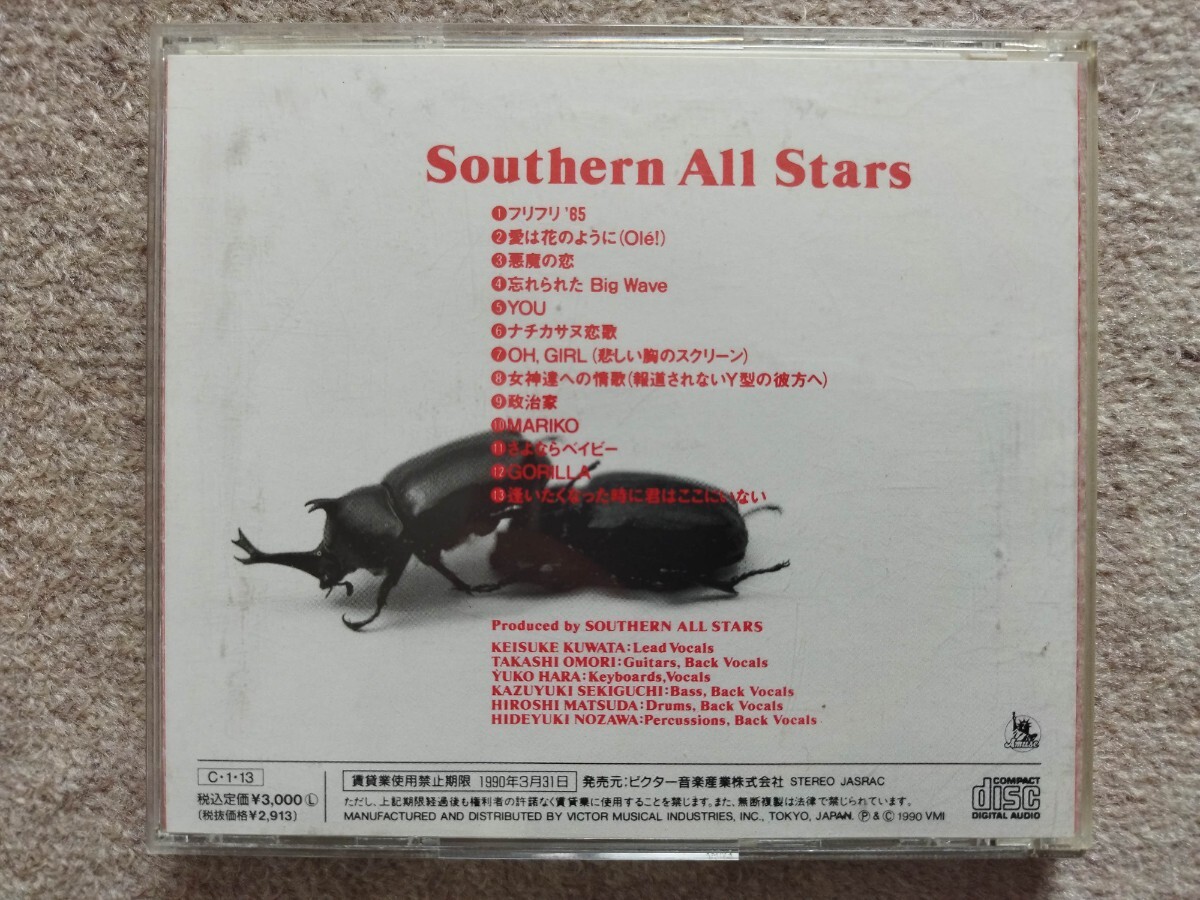 Southern All Stars
❶フリフリ '65
❷愛は花のように(Olé!)
❸悪魔の恋
❹忘れられた Big Wave
❺YOU
❻ナチカサヌ恋歌
❼OH, GIRL (悲しい胸のスクリーン)
❽女神達への情歌(報道されないY型の彼方へ)
❾政治家
❿MARIKO
⓫さよならベイビー
⓬GORILLA
⓭逢いたくなった時に君はここにいない
Produced by SOUTHERN ALL STARS
KEISUKE KUWATA:Lead Vocals
TAKASHI OMORI:Guitars, Back Vocals
YUKO HARA:Keyboards,Vocals
KAZUYUKI SEKIGUCHI:Bass, Back Vocals
HIROSHI MATSUDA:Drums, Back Vocals
HIDEYUKI NOZAWA:Percussions, Back Vocals
Amuse
C・1・13
税込定価¥3,000Ⓛ
(税抜価格¥2,913)
賃貸業使用禁止期限 1990年3月31日 発売元:ビクター音楽産業株式会社 STEREO JASRAC
ただし、上記期限経過後も権利者の許諾なく賃貸業に使用することを禁じます。また、無断複製は法律で禁じられています。
MANUFACTURED AND DISTRIBUTED BY VICTOR MUSICAL INDUSTRIES, INC., TOKYO, JAPAN. Ⓟ&Ⓒ 1990 VMI
COMPACT
disc
DIGITAL AUDIO